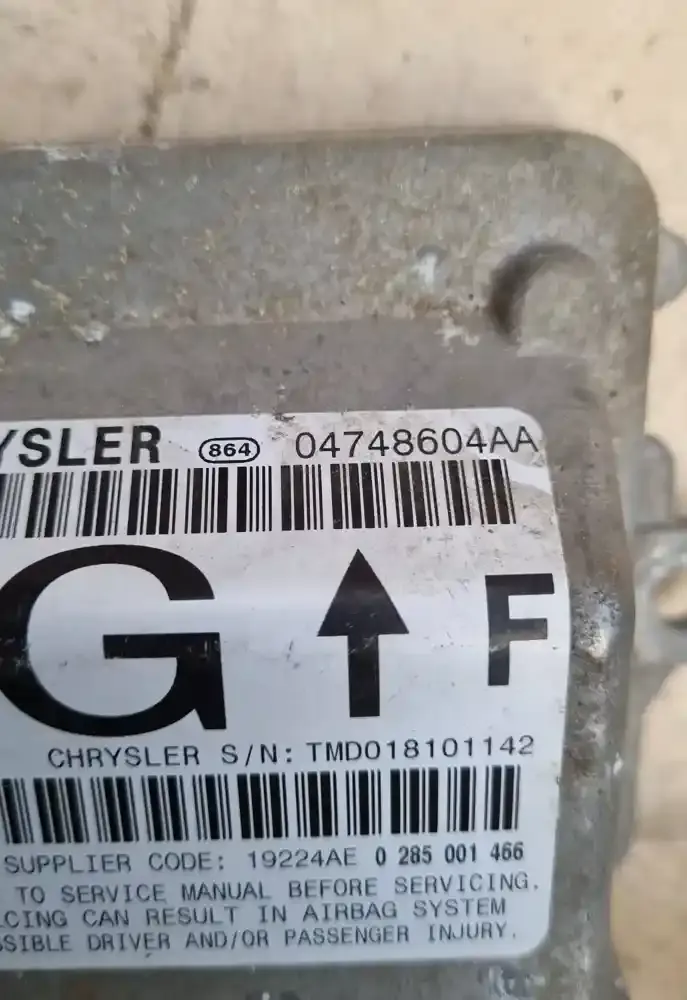 YSLER 864 04748604AA
G F
CHRYSLER S/N: TMD018101142
SUPPLIER CODE: 19224AE 0 285 001 466
TO SERVICE MANUAL BEFORE SERVICING.
CING CAN RESULT IN AIRBAG SYSTEM
SSIBLE DRIVER AND/OR PASSENGER INJURY.